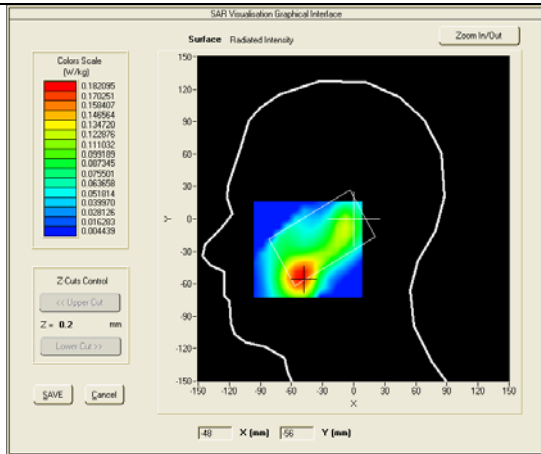 SAR Visualisation Graphical Interface
Surface Radiated Intensity
Zoom In/Out
Colors Scale
(W/kg)
0.182095
0.170251
0.158407
0.146564
0.134720
0.122876
0.111032
0.099189
0.087345
0.075501
0.063658
0.051814
0.039970
0.028126
0.016283
0.004439
Z Cuts Control
<< Upper Cut
Z = 0.2 mm
Lower Cut >>
SAVE Cancel
150-
120-
90-
60-
30-
Y 0-
-30-
-60-
-90-
-120-
-150-
-150 -120 -90 -60 -30 0 30 60 90 120 150
X
-48 X (mm) -56 Y (mm)